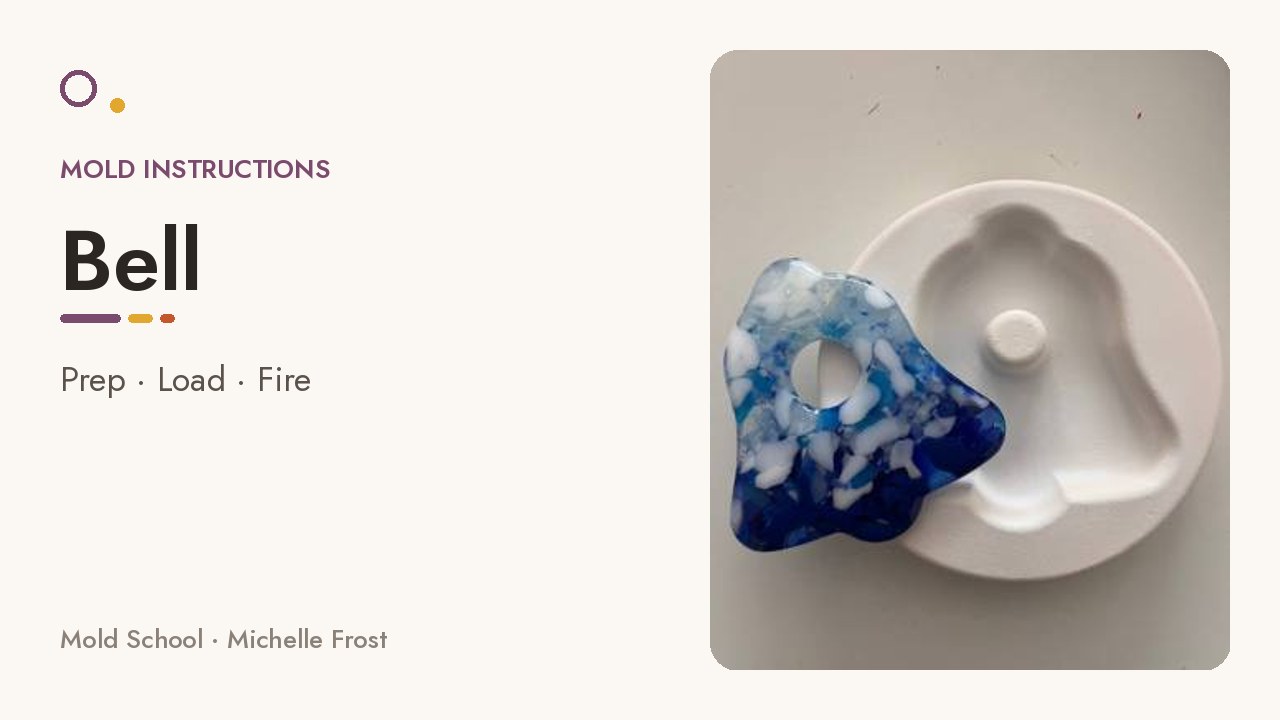 MOLD INSTRUCTIONS
Bell
Prep · Load · Fire
Mold School · Michelle Frost